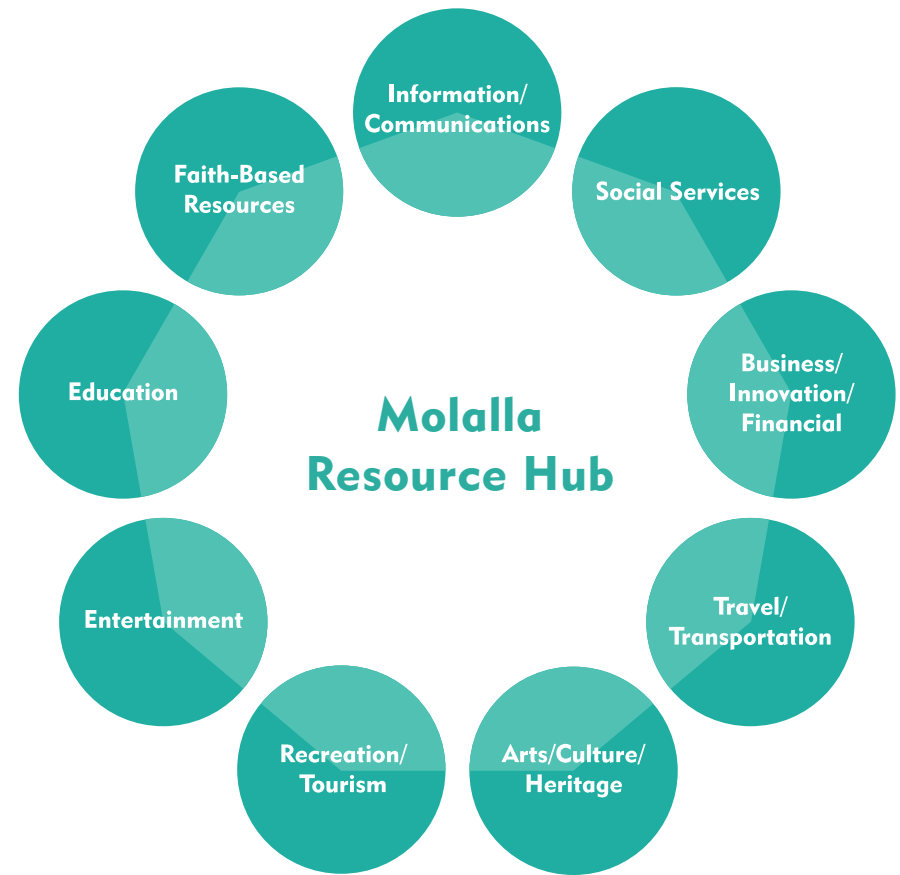 Information/
Communications
Social Services
Business/
Innovation/
Financial
Travel/
Transportation
Arts/Culture/
Heritage
Recreation/
Tourism
Entertainment
Education
Faith-Based
Resources
Molalla
Resource Hub